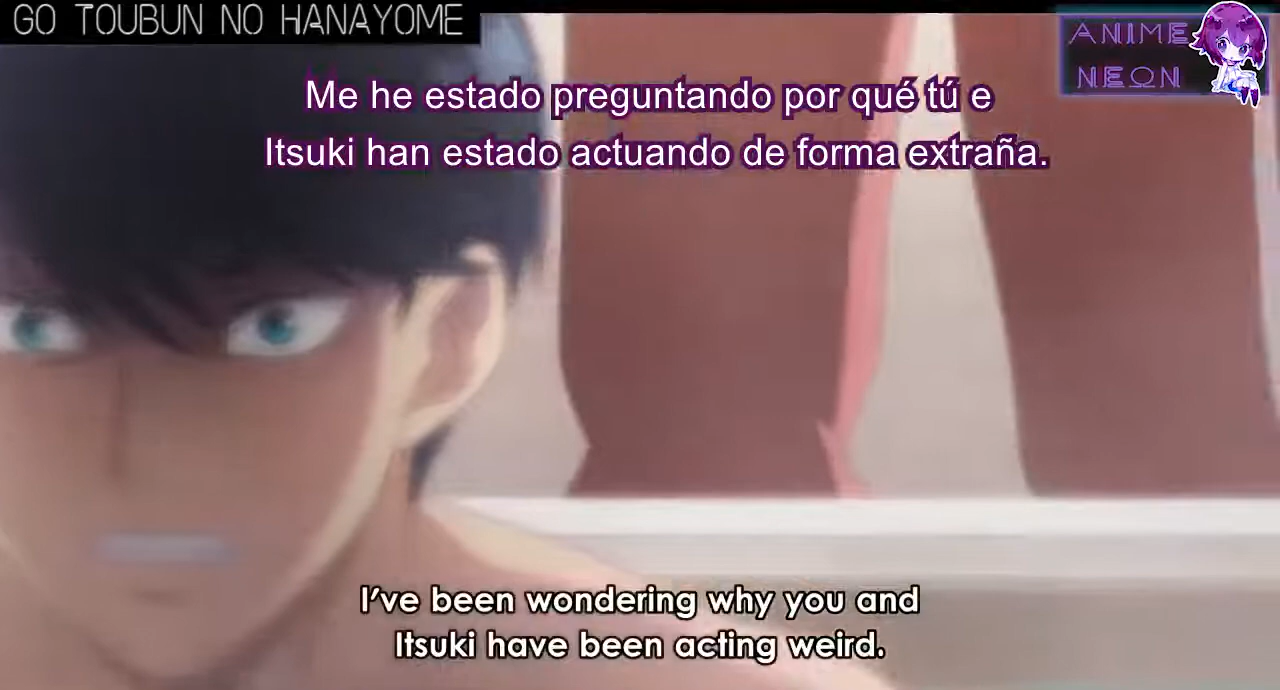 GO TOUBUN NO HANAYOME
ANIME
NEON
Me he estado preguntando por qué tú e
Itsuki han estado actuando de forma extraña.
I've been wondering why you and
Itsuki have been acting weird.